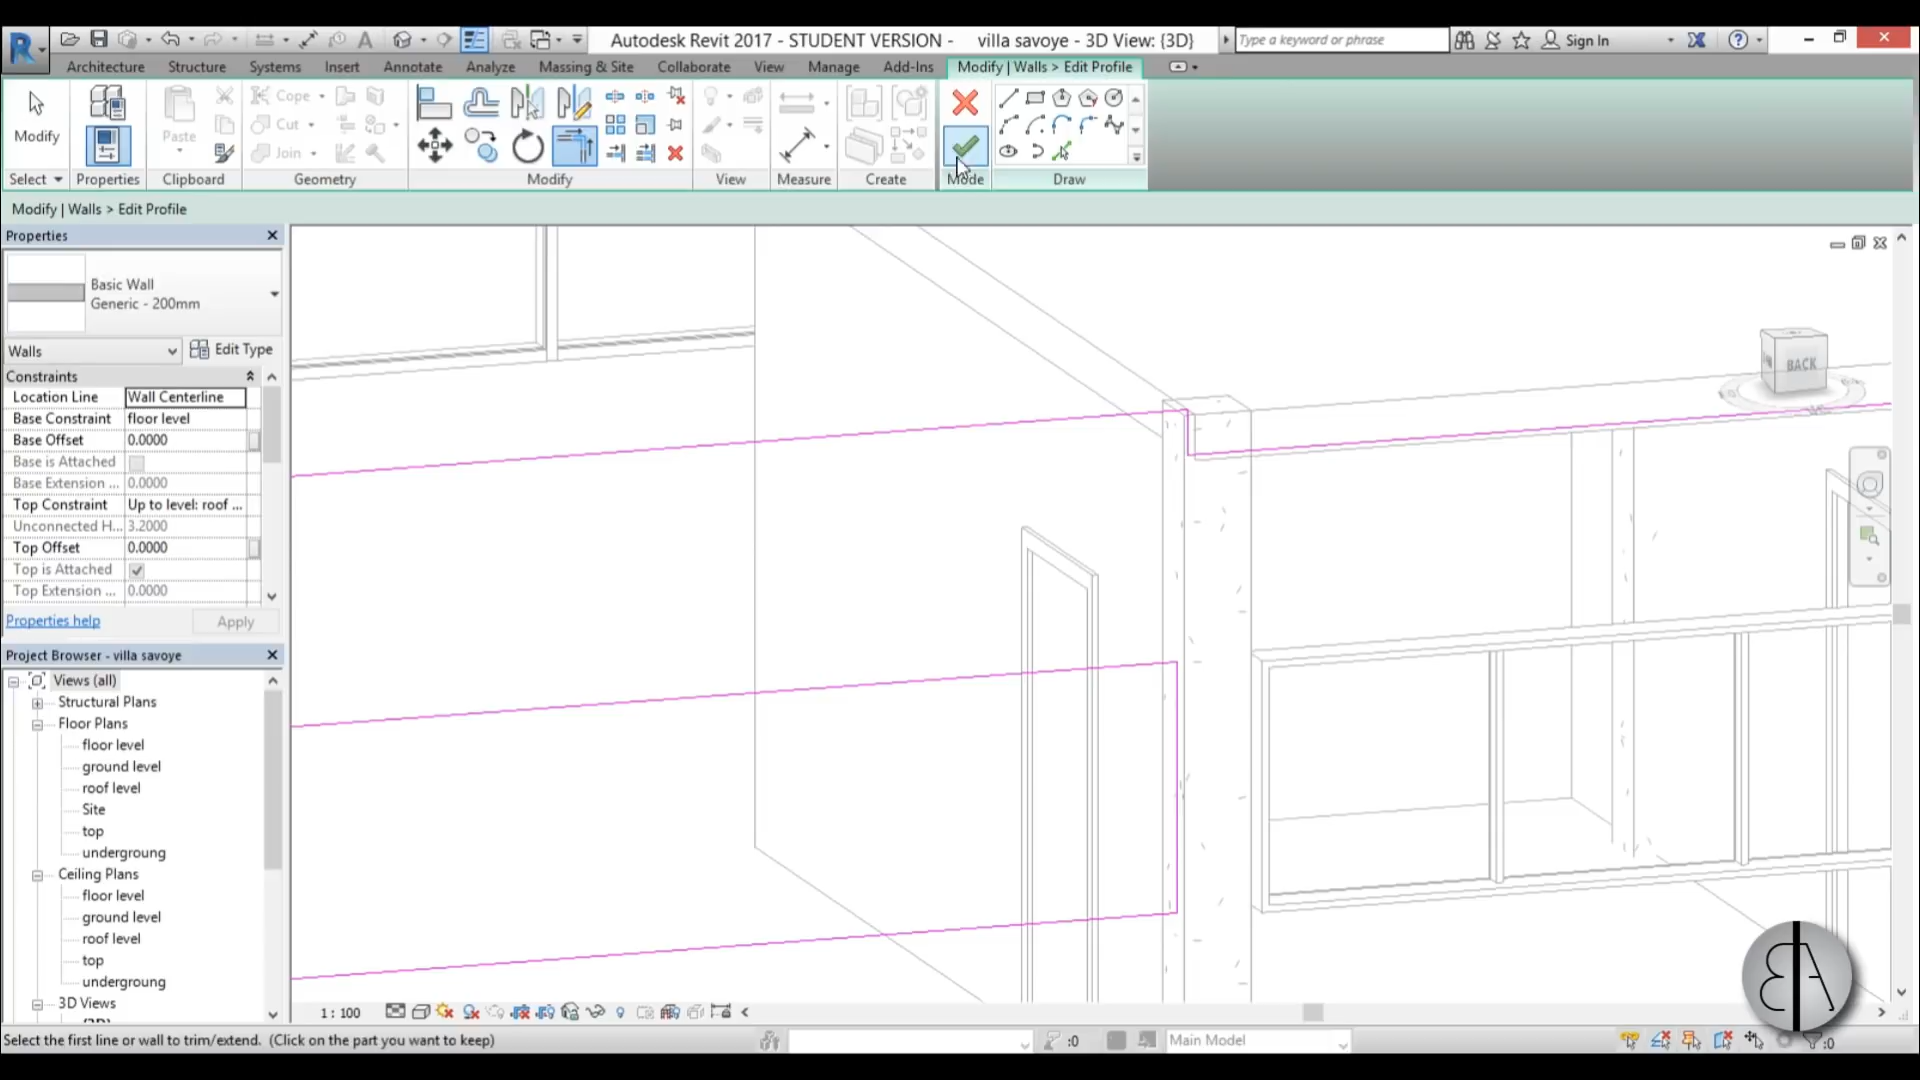 Autodesk Revit 2017 - STUDENT VERSION - villa savoye - 3D View: {3D}
Type a keyword or phrase
Sign In
Architecture Structure Systems Insert Annotate Analyze Massing & Site Collaborate View Manage Add-Ins Modify | Walls > Edit Profile
Modify
Paste
Cope
Cut
Join
Select Properties Clipboard Geometry Modify View Measure Create Mode Draw
Modify | Walls > Edit Profile
Properties
Basic Wall
Generic - 200mm
Walls
Edit Type
Constraints
Location Line Wall Centerline
Base Constraint floor level
Base Offset 0.0000
Base is Attached
Base Extension ... 0.0000
Top Constraint Up to level: roof ...
Unconnected H... 3.2000
Top Offset 0.0000
Top is Attached
Top Extension ... 0.0000
Properties help
Apply
Project Browser - villa savoye
Views (all)
Structural Plans
Floor Plans
floor level
ground level
roof level
Site
top
undergroung
Ceiling Plans
floor level
ground level
roof level
top
undergroung
3D Views
{3D}
BACK
1 : 100
Select the first line or wall to trim/extend. (Click on the part you want to keep)
:0
Main Model
:0